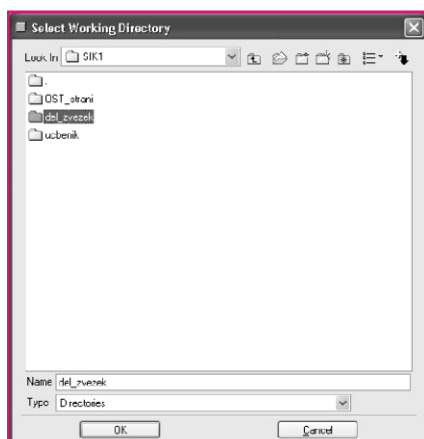 Select Working Directory
Look In SIK1
.
OST_strani
del_zvezek
ucbenik
Name del_zvezek
Type Directories
OK Cancel